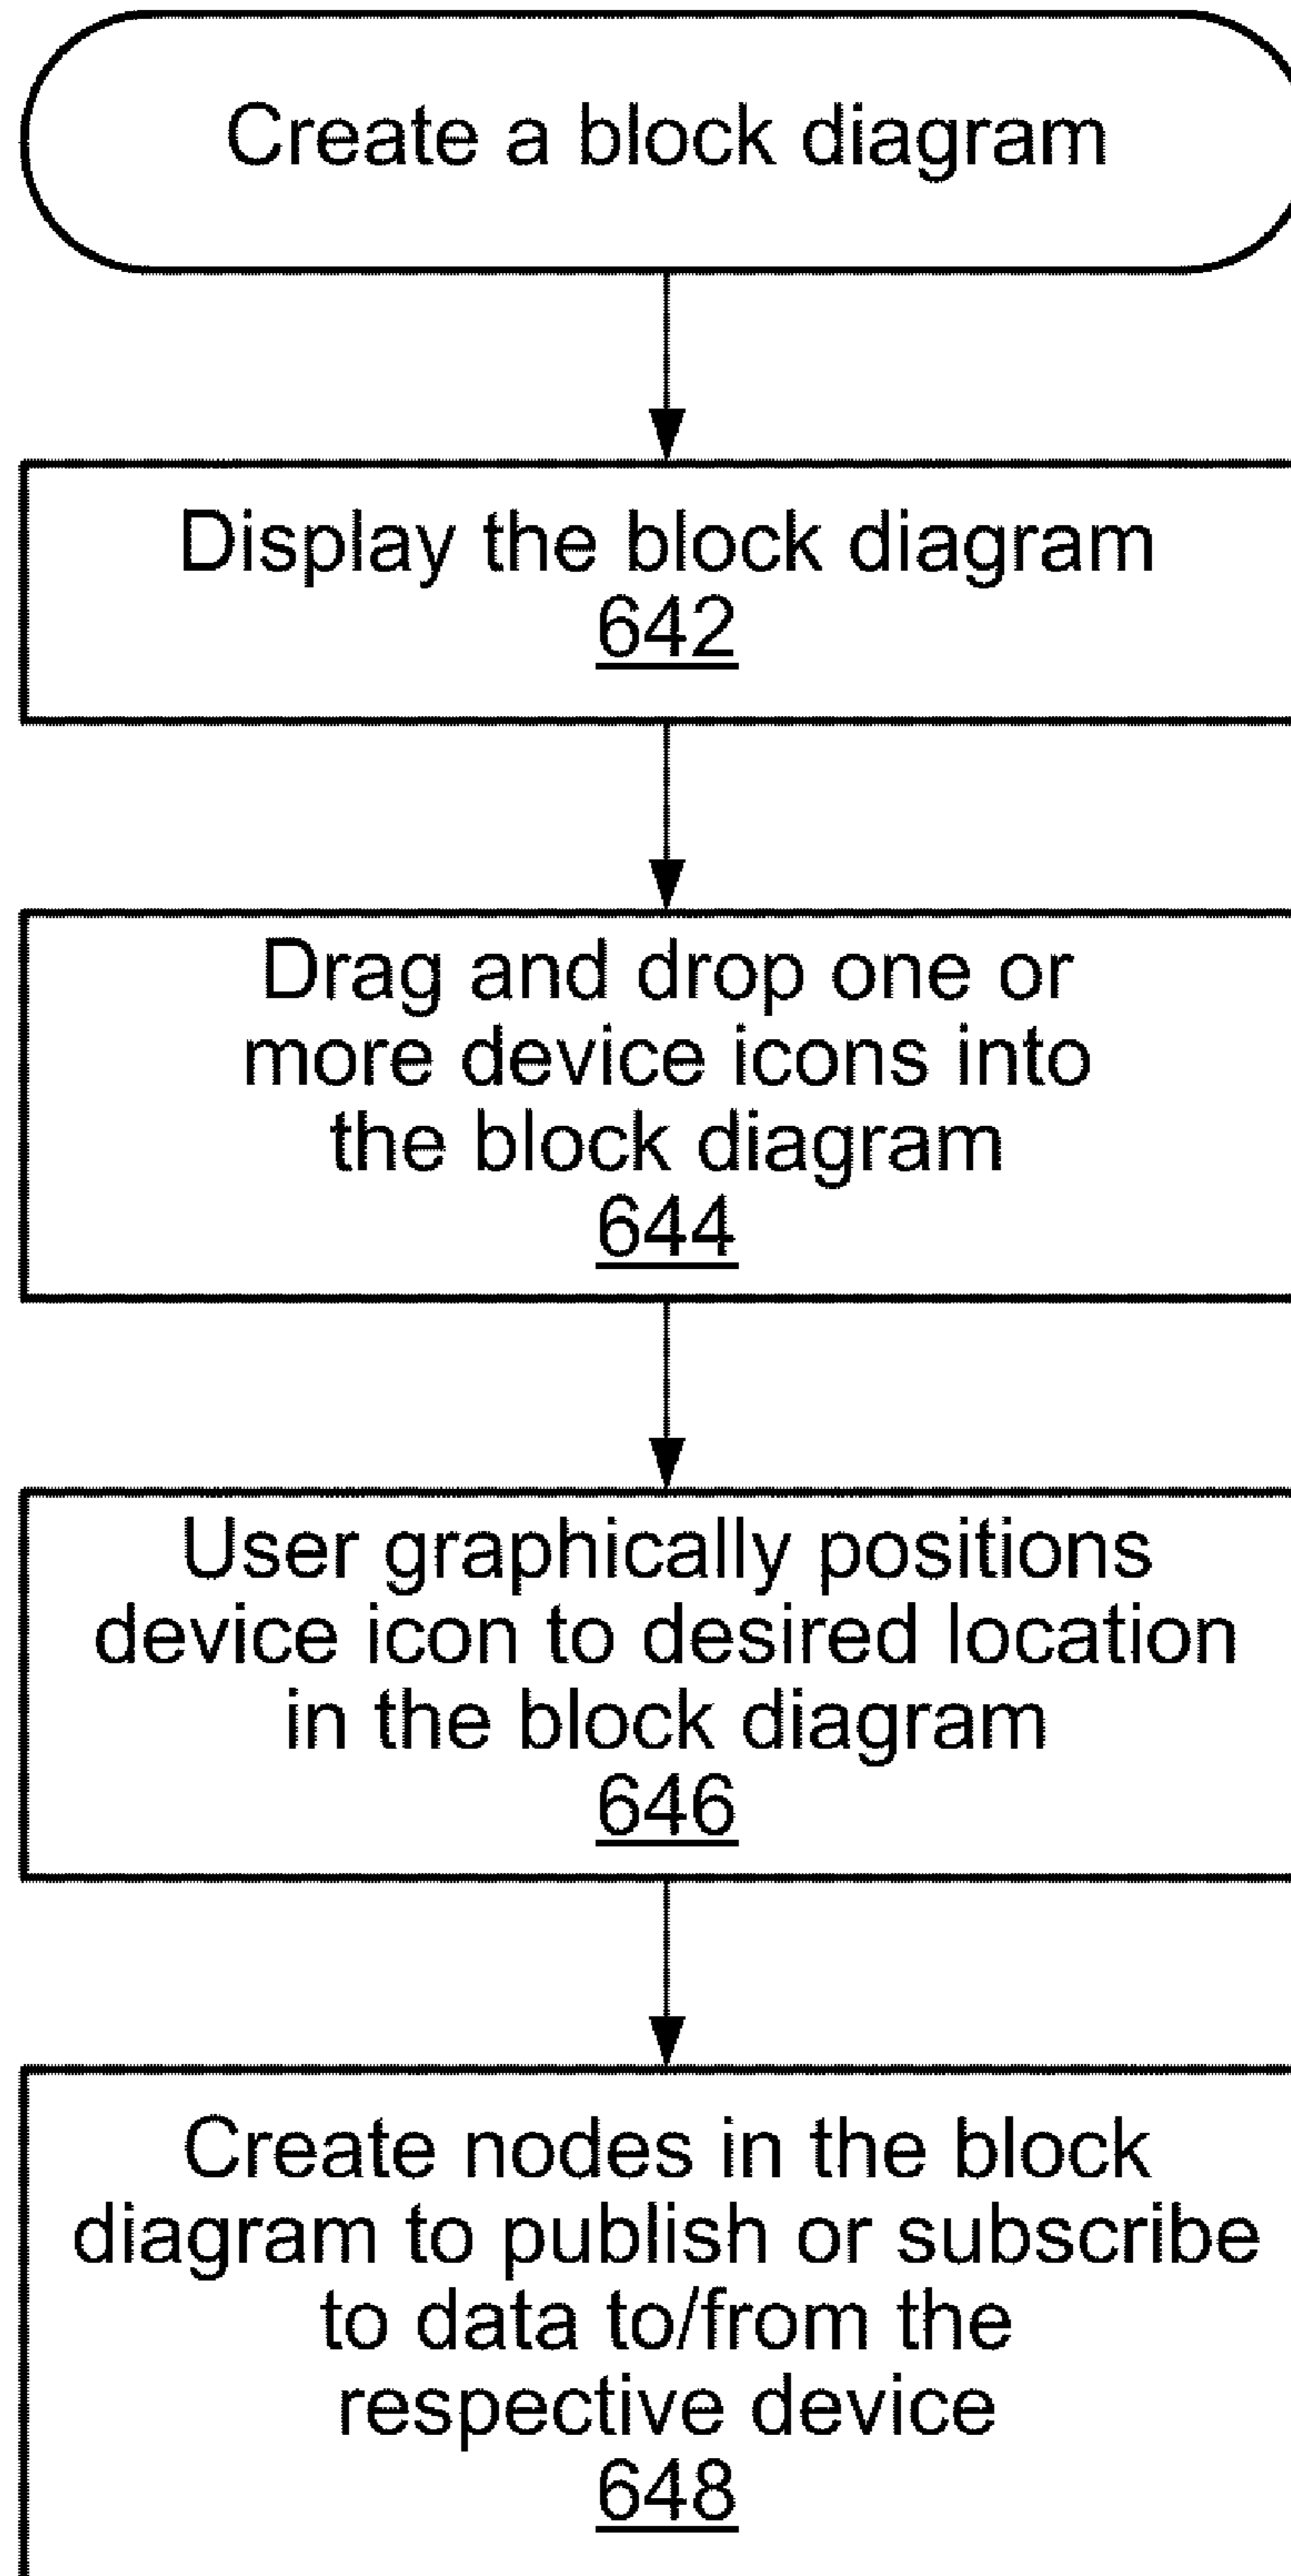 Create a block diagram
Display the block diagram
642
Drag and drop one or
more device icons into
the block diagram
644
User graphically positions
device icon to desired location
in the block diagram
646
Create nodes in the block
diagram to publish or subscribe
to data to/from the
respective device
648